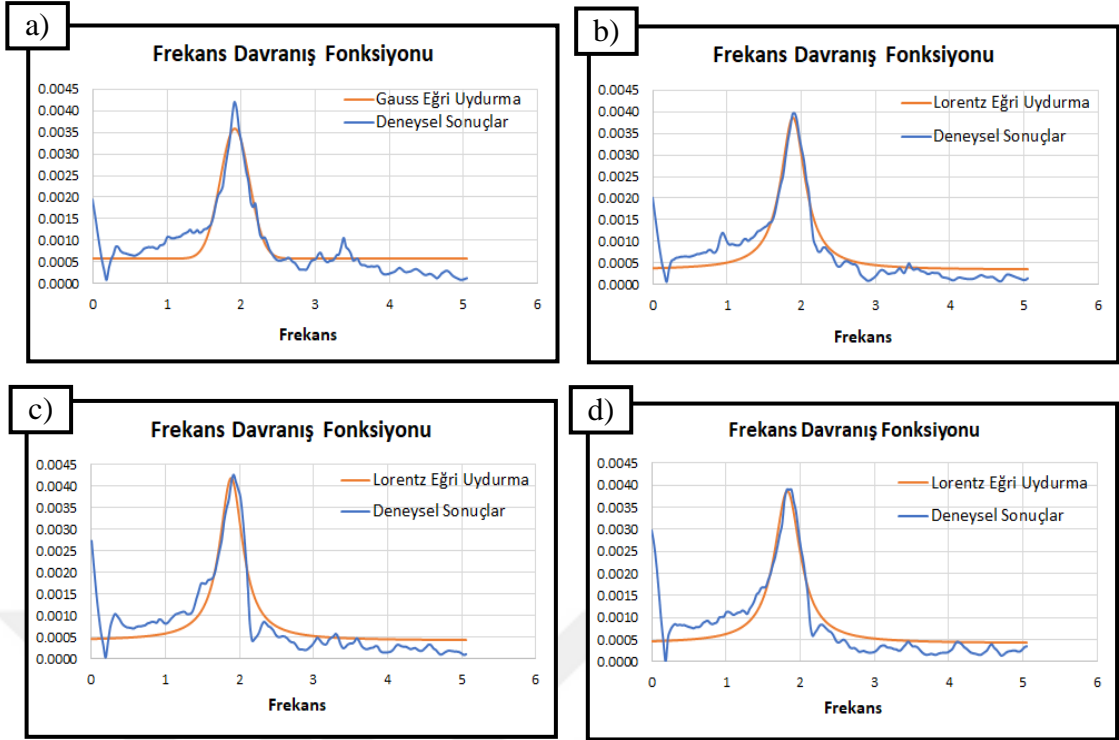 a)
Frekans Davranış Fonksiyonu
0.0045
0.0040
0.0035
0.0030
0.0025
0.0020
0.0015
0.0010
0.0005
0.0000
Gauss Eğri Uydurma
Deneysel Sonuçlar
0 1 2 3 4 5 6
Frekans
b)
Frekans Davranış Fonksiyonu
0.0045
0.0040
0.0035
0.0030
0.0025
0.0020
0.0015
0.0010
0.0005
0.0000
Lorentz Eğri Uydurma
Deneysel Sonuçlar
0 1 2 3 4 5 6
Frekans
c)
Frekans Davranış Fonksiyonu
0.0045
0.0040
0.0035
0.0030
0.0025
0.0020
0.0015
0.0010
0.0005
0.0000
Lorentz Eğri Uydurma
Deneysel Sonuçlar
0 1 2 3 4 5 6
Frekans
d)
Frekans Davranış Fonksiyonu
0.0045
0.0040
0.0035
0.0030
0.0025
0.0020
0.0015
0.0010
0.0005
0.0000
Lorentz Eğri Uydurma
Deneysel Sonuçlar
0 1 2 3 4 5 6
Frekans